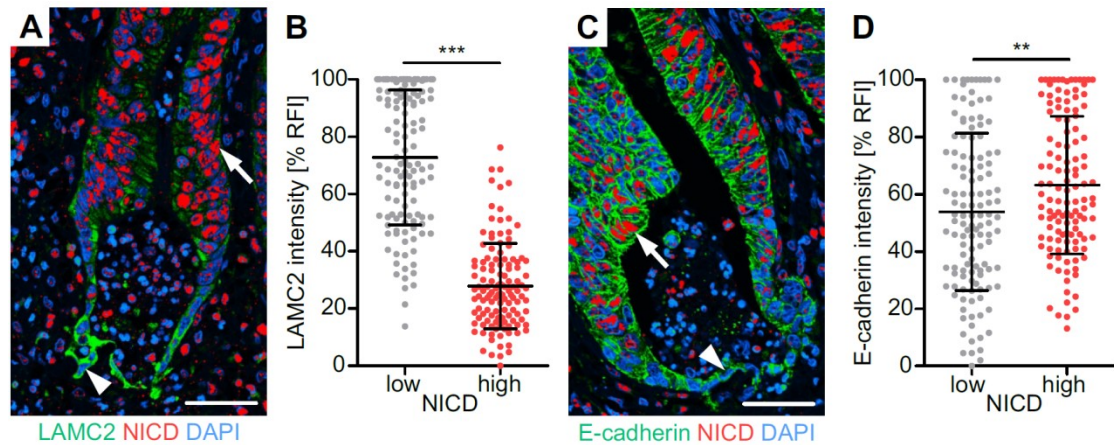 A
LAMC2 NICD DAPI
B
***
LAMC2 intensity [% RFI]
100
80
60
40
20
0
low high
NICD
C
E-cadherin NICD DAPI
D
**
E-cadherin intensity [% RFI]
100
80
60
40
20
0
low high
NICD